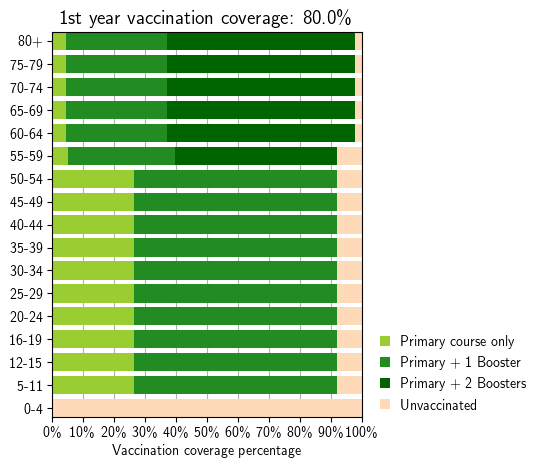 1st year vaccination coverage: 80.0%
80+
75-79
70-74
65-69
60-64
55-59
50-54
45-49
40-44
35-39
30-34
25-29
20-24
16-19
12-15
5-11
0-4
0% 10% 20% 30% 40% 50% 60% 70% 80% 90% 100%
Vaccination coverage percentage
Primary course only
Primary + 1 Booster
Primary + 2 Boosters
Unvaccinated